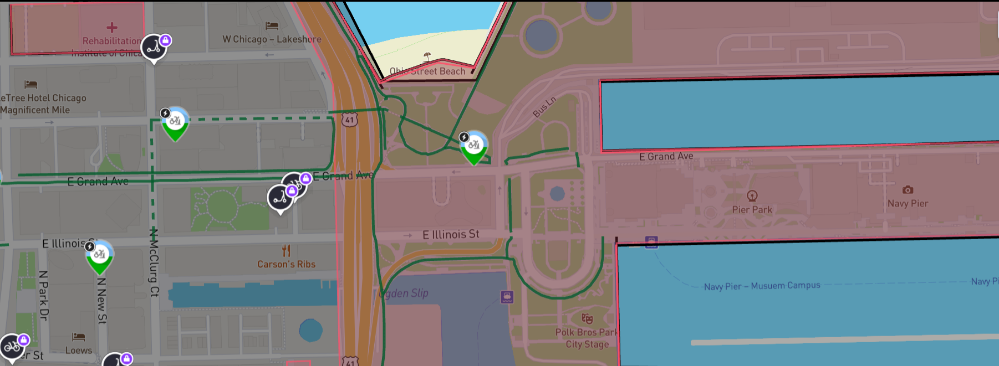 W Chicago – Lakeshore
Rehabilitation
Institute of Chica
Ohio Street Beach
eTree Hotel Chicago
Magnificent Mile
Bus Ln
41
E Grand Ave
E Grand Ave
E Grand Ave
Navy Pier
Pier Park
E Illinois St
E Illinois St
N McClurg Ct
Carson's Ribs
N Park Dr
N New St
Ogden Slip
Navy Pier – Musuem Campus
Navy Pi
Polk Bros Park
City Stage
Loews
er St
41